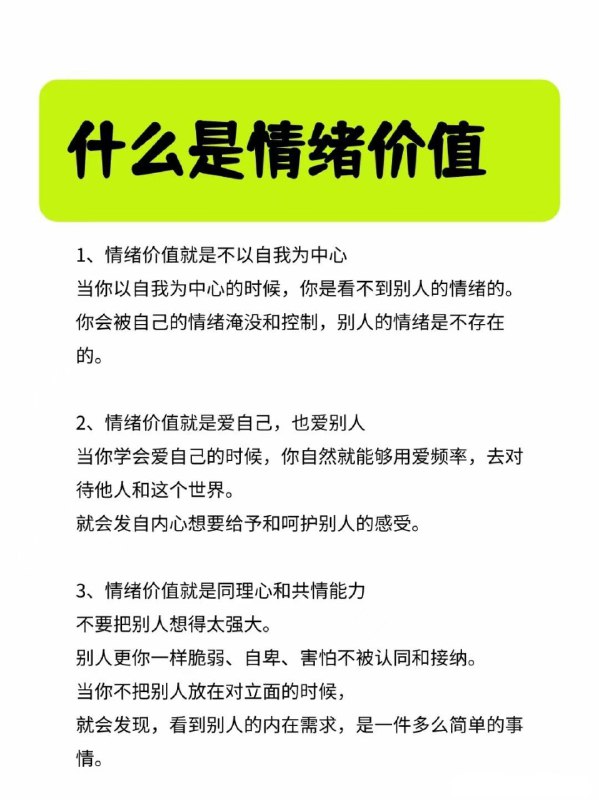 什么是情绪价值
1、情绪价值就是不以自我为中心
当你以自我为中心的时候，你是看不到别人的情绪的。
你会被自己的情绪淹没和控制，别人的情绪是不存在
的。
2、情绪价值就是爱自己，也爱别人
当你学会爱自己的时候，你自然就能够用爱频率，去对
待他人和这个世界。
就会发自内心想要给予和呵护别人的感受。
3、情绪价值就是同理心和共情能力
不要把别人想得太强大。
别人更你一样脆弱、自卑、害怕不被认同和接纳。
当你不把别人放在对立面的时候，
就会发现，看到别人的内在需求，是一件多么简单的事
情。